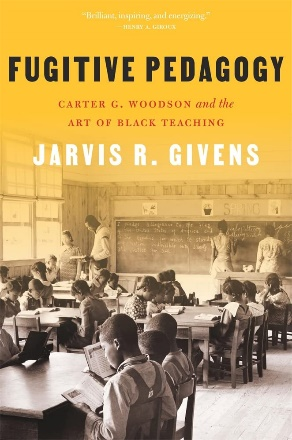 "Brilliant, inspiring, and energizing."
—HENRY A. GIROUX
FUGITIVE PEDAGOGY
CARTER G. WOODSON and the
ART OF BLACK TEACHING
JARVIS R. GIVENS